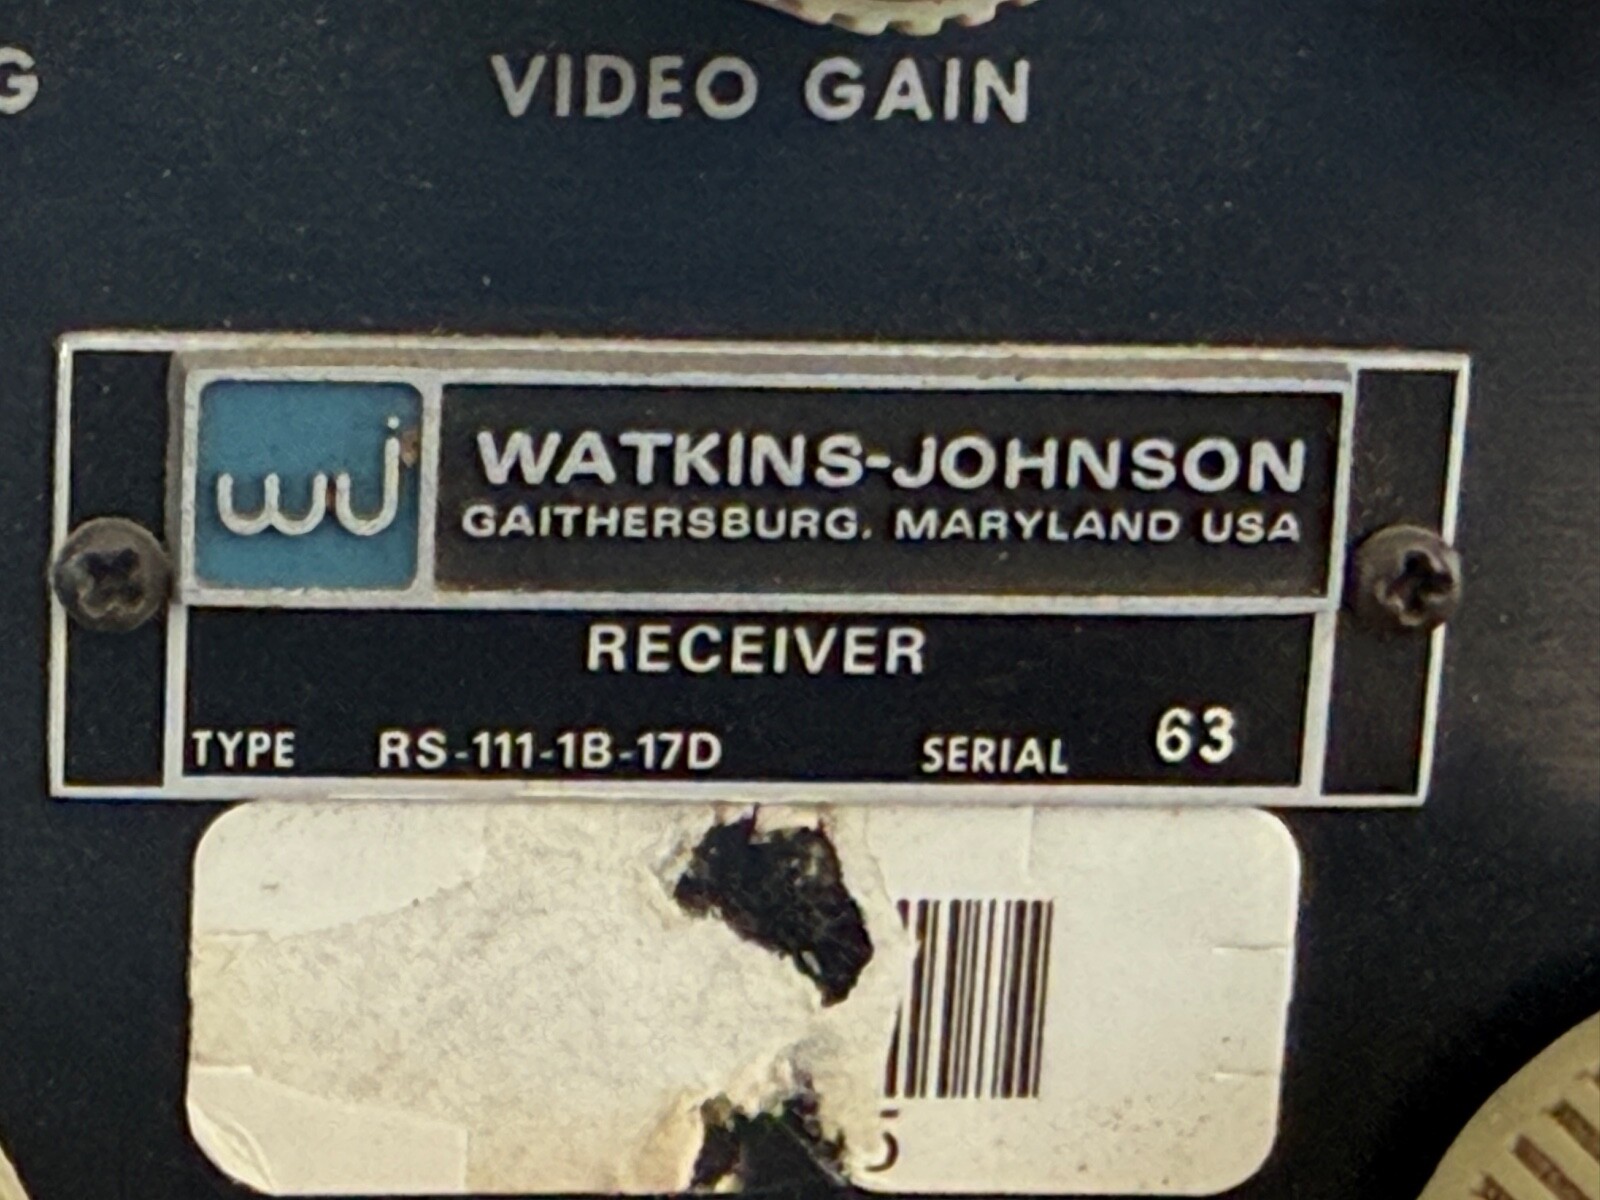 G
VIDEO GAIN
wj
WATKINS-JOHNSON
GAITHERSBURG, MARYLAND USA
RECEIVER
TYPE RS-111-1B-17D SERIAL 63